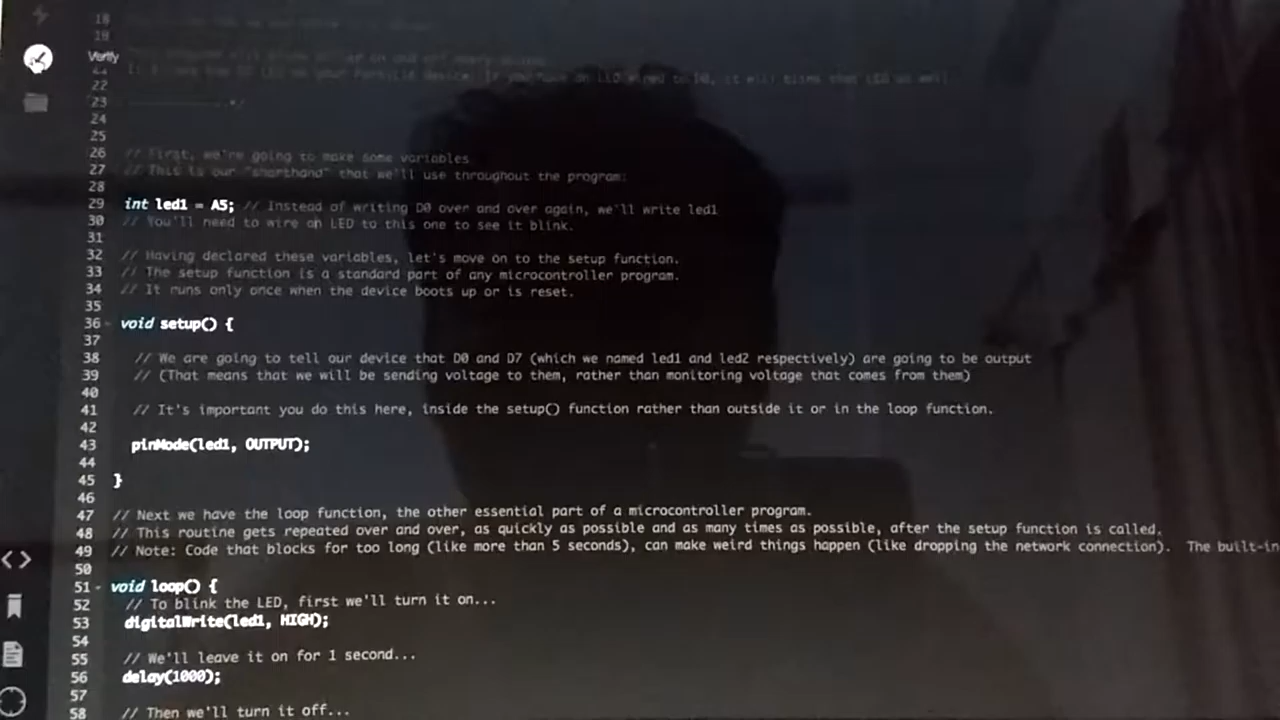 18
19
Verify
22
23 */
24
25
26 // First, we're going to make some variables
27 // This is our "shorthand" that we'll use throughout the program:
28
29 int led1 = A5; // Instead of writing D0 over and over again, we'll write led1
30 // You'll need to wire an LED to this one to see it blink.
31
32 // Having declared these variables, let's move on to the setup function.
33 // The setup function is a standard part of any microcontroller program.
34 // It runs only once when the device boots up or is reset.
35
36 void setup() {
37
38 // We are going to tell our device that D0 and D7 (which we named led1 and led2 respectively) are going to be output
39 // (That means that we will be sending voltage to them, rather than monitoring voltage that comes from them)
40
41 // It's important you do this here, inside the setup() function rather than outside it or in the loop function.
42
43 pinMode(led1, OUTPUT);
44
45 }
46
47 // Next we have the loop function, the other essential part of a microcontroller program.
48 // This routine gets repeated over and over, as quickly as possible and as many times as possible, after the setup function is called.
49 // Note: Code that blocks for too long (like more than 5 seconds), can make weird things happen (like dropping the network connection). The built-in
50
51 void loop() {
52 // To blink the LED, first we'll turn it on...
53 digitalWrite(led1, HIGH);
54
55 // We'll leave it on for 1 second...
56 delay(1000);
57
58 // Then we'll turn it off...